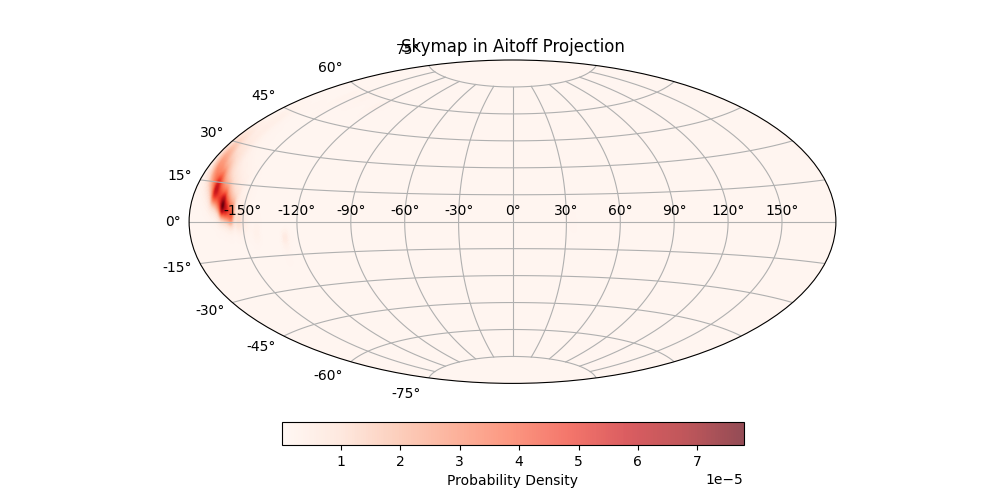 Skymap in Aitoff Projection
75°
60°
45°
30°
15°
-150° -120° -90° -60° -30° 0° 30° 60° 90° 120° 150°
0°
-15°
-30°
-45°
-60°
-75°
1 2 3 4 5 6 7
1e−5
Probability Density